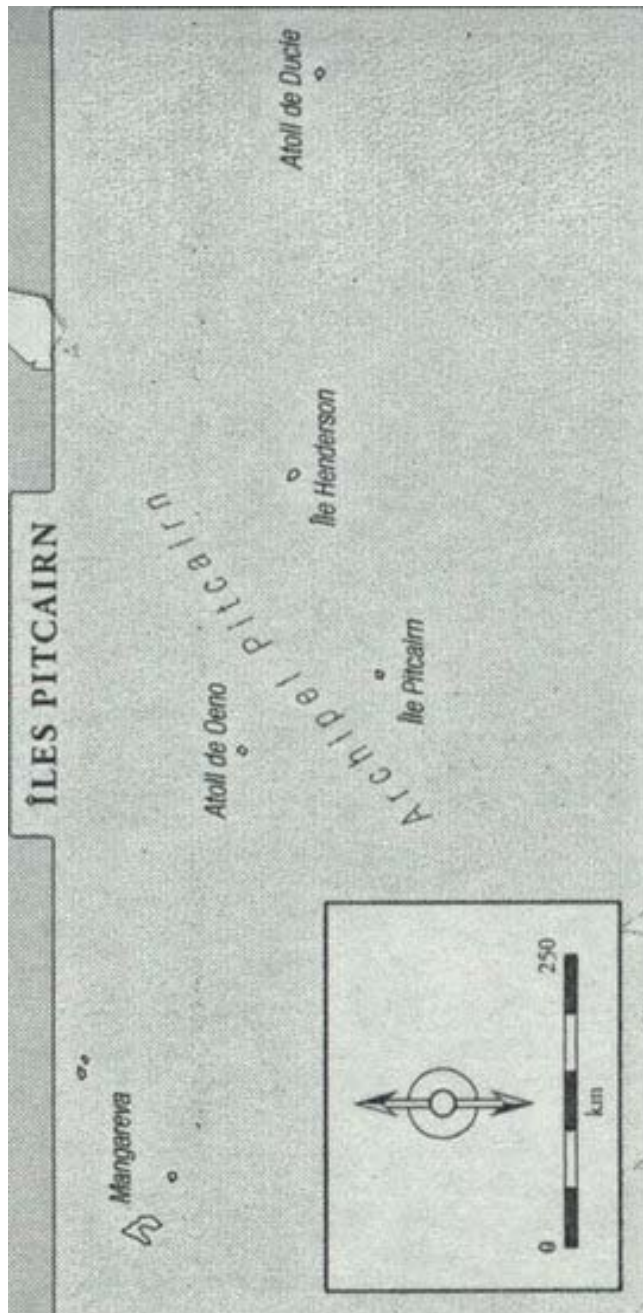 ÎLES PITCAIRN
Mangareva
Atoll de Oeno
Archipel Pitcairn
Île Henderson
Atoll de Ducie
Île Pitcairn
0 250
km